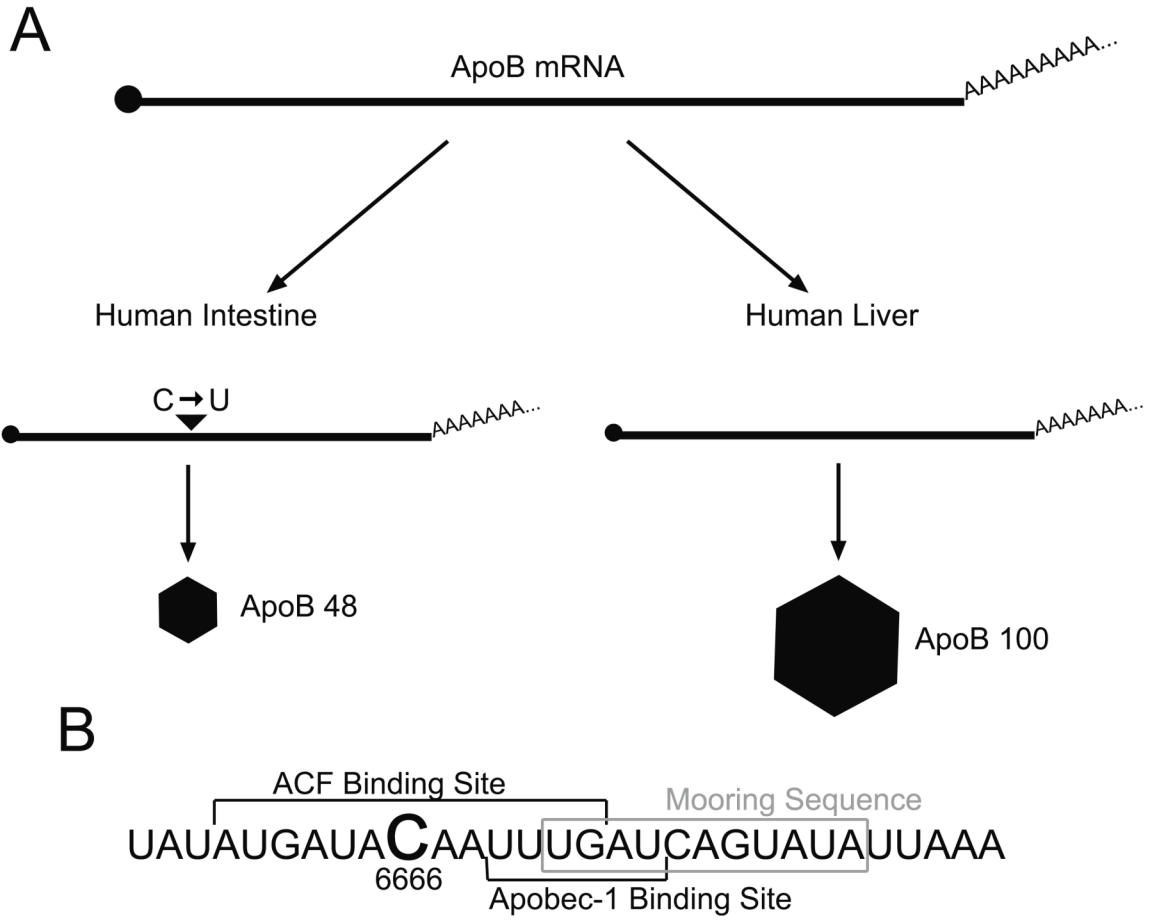 A
ApoB mRNA
AAAAAAAAA...
Human Intestine
Human Liver
C→U
AAAAAAA...
AAAAAAA...
ApoB 48
ApoB 100
B
ACF Binding Site
Mooring Sequence
UAUAUGAUACAAUUUGAUCAGUAUAUUAAA
6666
Apobec-1 Binding Site